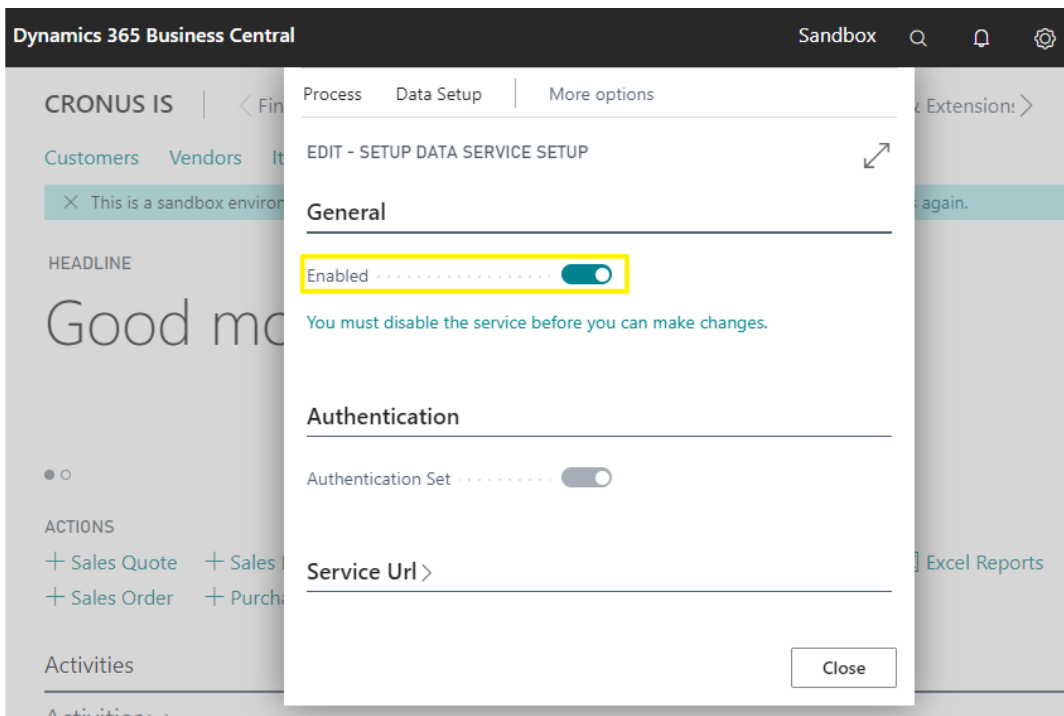 Dynamics 365 Business Central Sandbox
Process Data Setup More options
CRONUS IS Fin Extensions
EDIT - SETUP DATA SERVICE SETUP
Customers Vendors It
This is a sandbox environ again.
General
HEADLINE
Enabled
Good mo
You must disable the service before you can make changes.
Authentication
Authentication Set
ACTIONS
+ Sales Quote + Sales Excel Reports
Service Url
+ Sales Order + Purcha
Activities
Close